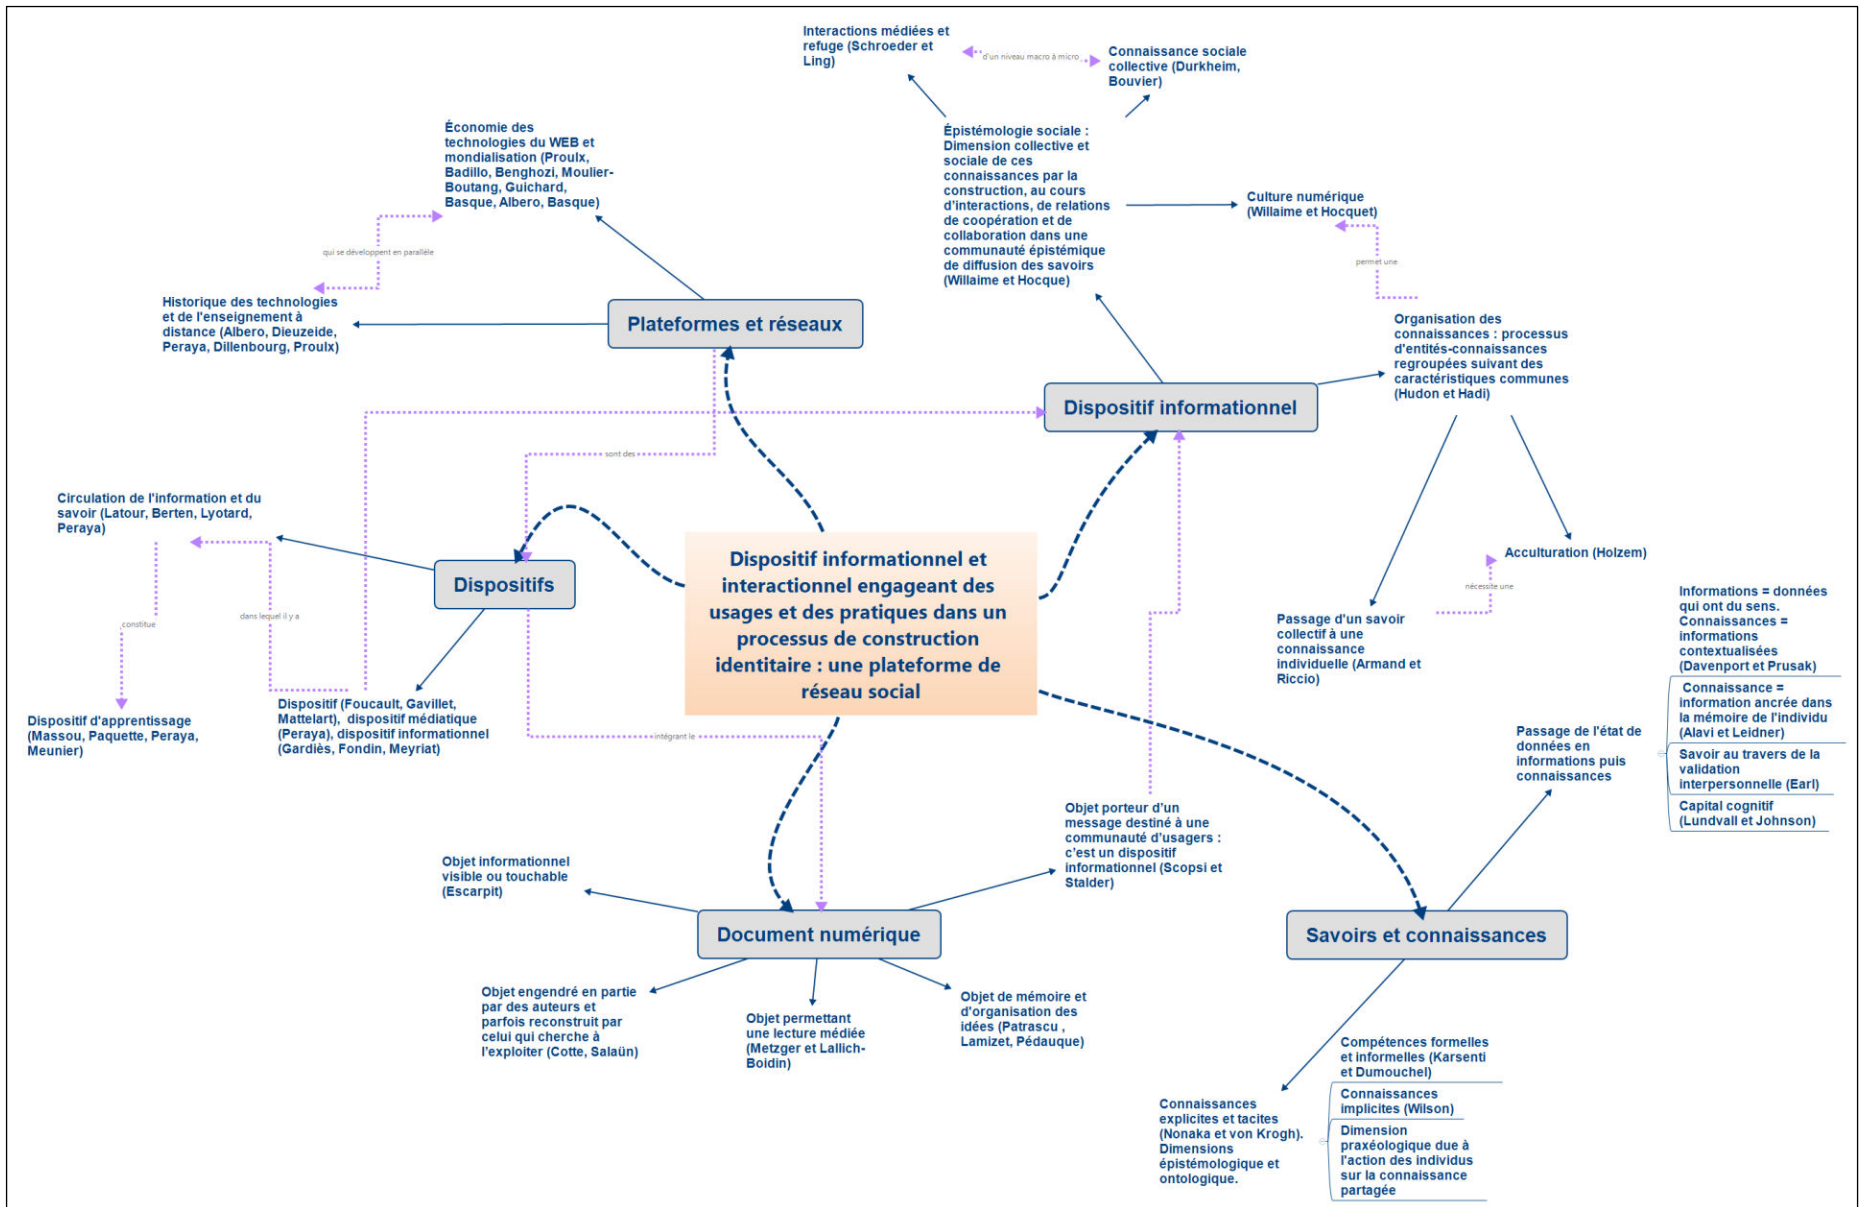 Interactions médiées et
refuge (Schroeder et
Ling)
d'un niveau macro à micro
Connaissance sociale
collective (Durkheim,
Bouvier)
Économie des
technologies du WEB et
mondialisation (Proulx,
Badillo, Benghozi, Moulier-
Boutang, Guichard,
Basque, Albero, Basque)
Épistémologie sociale :
Dimension collective et
sociale de ces
connaissances par la
construction, au cours
d'interactions, de relations
de coopération et de
collaboration dans une
communauté épistémique
de diffusion des savoirs
(Willaime et Hocque)
Culture numérique
(Willaime et Hocquet)
qui se développent en parallèle
permet une
Historique des technologies
et de l'enseignement à
distance (Albero, Dieuzeide,
Peraya, Dillenbourg, Proulx)
Plateformes et réseaux
Organisation des
connaissances : processus
d'entités-connaissances
regroupées suivant des
caractéristiques communes
(Hudon et Hadi)
Dispositif informationnel
sont des
Circulation de l'information et du
savoir (Latour, Berten, Lyotard,
Peraya)
Dispositifs
Dispositif informationnel et
interactionnel engageant des
usages et des pratiques dans un
processus de construction
identitaire : une plateforme de
réseau social
Acculturation (Holzem)
nécessite une
Passage d'un savoir
collectif à une
connaissance
individuelle (Armand et
Riccio)
constitue
dans lequel il y a
Dispositif d'apprentissage
(Massou, Paquette, Peraya,
Meunier)
Dispositif (Foucault, Gavillet,
Mattelart), dispositif médiatique
(Peraya), dispositif informationnel
(Gardiès, Fondin, Meyriat)
intégrant le
Informations = données
qui ont du sens.
Connaissances =
informations
contextualisées
(Davenport et Prusak)
Connaissance =
information ancrée dans
la mémoire de l'individu
(Alavi et Leidner)
Savoir au travers de la
validation
interpersonnelle (Earl)
Capital cognitif
(Lundvall et Johnson)
Passage de l'état de
données en
informations puis
connaissances
Objet porteur d'un
message destiné à une
communauté d'usagers :
c'est un dispositif
informationnel (Scopsi et
Stalder)
Objet informationnel
visible ou touchable
(Escarpit)
Document numérique
Savoirs et connaissances
Objet engendré en partie
par des auteurs et
parfois reconstruit par
celui qui cherche à
l'exploiter (Cotte, Salaün)
Objet permettant
une lecture médiée
(Metzger et Lallich-
Boidin)
Objet de mémoire et
d'organisation des
idées (Patrascu ,
Lamizet, Pédauque)
Connaissances
explicites et tacites
(Nonaka et von Krogh).
Dimensions
épistémologique et
ontologique.
Compétences formelles
et informelles (Karsenti
et Dumouchel)
Connaissances
implicites (Wilson)
Dimension
praxéologique due à
l'action des individus
sur la connaissance
partagée